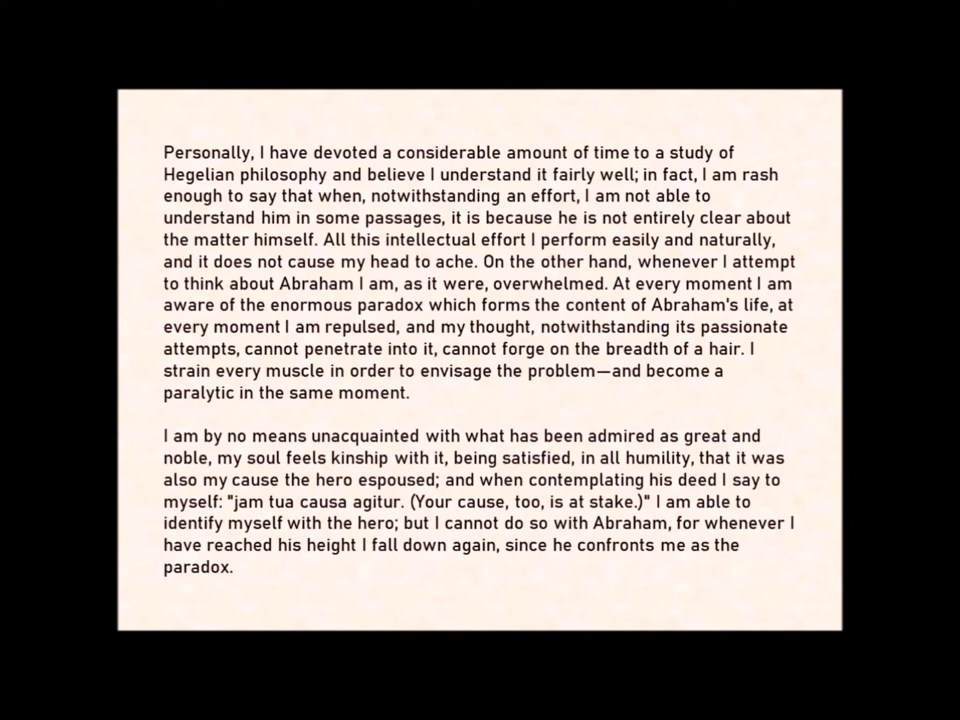 Personally, I have devoted a considerable amount of time to a study of
Hegelian philosophy and believe I understand it fairly well; in fact, I am rash
enough to say that when, notwithstanding an effort, I am not able to
understand him in some passages, it is because he is not entirely clear about
the matter himself. All this intellectual effort I perform easily and naturally,
and it does not cause my head to ache. On the other hand, whenever I attempt
to think about Abraham I am, as it were, overwhelmed. At every moment I am
aware of the enormous paradox which forms the content of Abraham's life, at
every moment I am repulsed, and my thought, notwithstanding its passionate
attempts, cannot penetrate into it, cannot forge on the breadth of a hair. I
strain every muscle in order to envisage the problem—and become a
paralytic in the same moment.

I am by no means unacquainted with what has been admired as great and
noble, my soul feels kinship with it, being satisfied, in all humility, that it was
also my cause the hero espoused; and when contemplating his deed I say to
myself: "jam tua causa agitur. (Your cause, too, is at stake.)" I am able to
identify myself with the hero; but I cannot do so with Abraham, for whenever I
have reached his height I fall down again, since he confronts me as the
paradox.